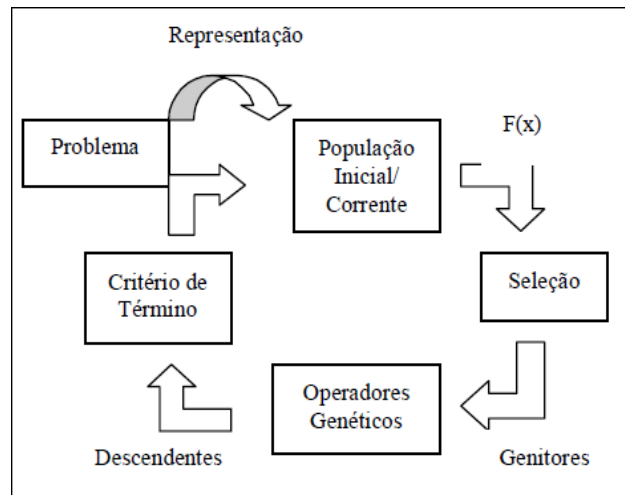 Representação
Problema
População
Inicial/
Corrente
F(x)
Seleção
Genitores
Operadores
Genéticos
Descendentes
Critério de
Término